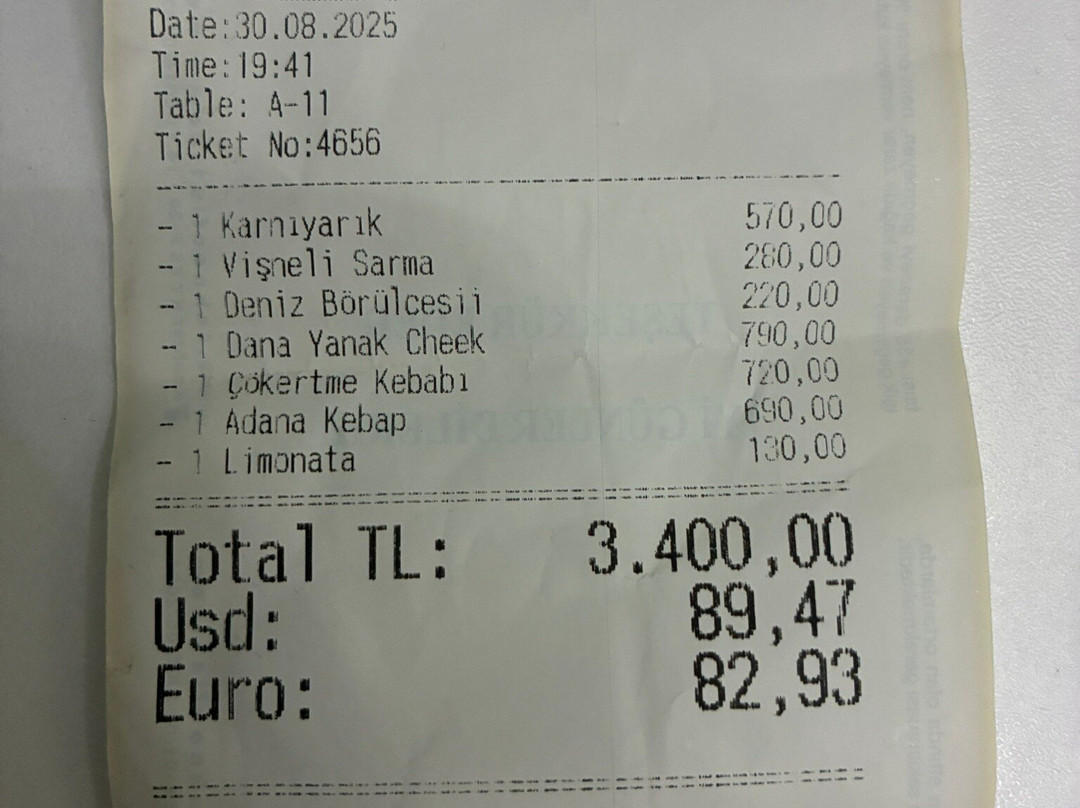 Date:30.08.2025
Time:19:41
Table: A-11
Ticket No:4656
- 1 Karnıyarık 570,00
- 1 Vişneli Sarma 280,00
- 1 Deniz Börülcesii 220,00
- 1 Dana Yanak Cheek 790,00
- 1 Çökertme Kebabı 720,00
- 1 Adana Kebap 690,00
- 1 Limonata 130,00
Total TL: 3.400,00
Usd: 89,47
Euro: 82,93